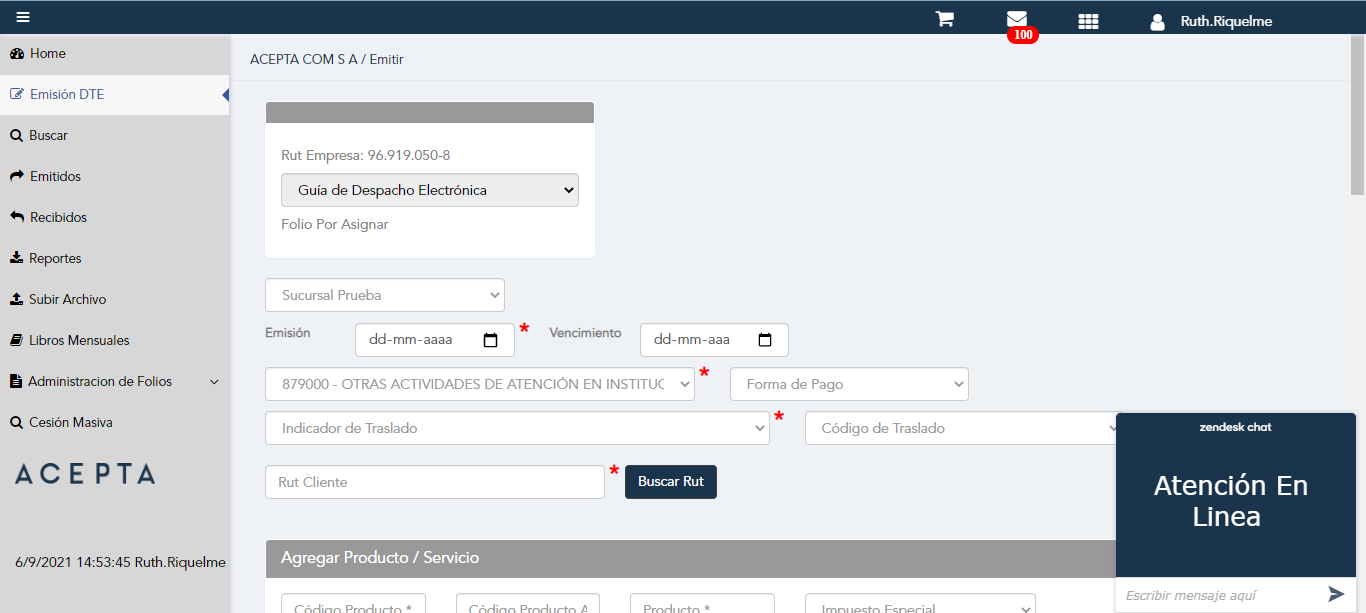 Ruth.Riquelme
100
Home
Emisión DTE
Buscar
Emitidos
Recibidos
Reportes
Subir Archivo
Libros Mensuales
Administracion de Folios
Cesión Masiva
ACEPTA
6/9/2021 14:53:45 Ruth.Riquelme
ACEPTA COM S A / Emitir
Rut Empresa: 96.919.050-8
Guía de Despacho Electrónica
Folio Por Asignar
Sucursal Prueba
Emisión dd-mm-aaaa * Vencimiento dd-mm-aaa
879000 - OTRAS ACTIVIDADES DE ATENCIÓN EN INSTITUC * Forma de Pago
Indicador de Traslado * Código de Traslado
Rut Cliente * Buscar Rut
Agregar Producto / Servicio
Código Producto * Código Producto A Producto * Impuesto Especial
zendesk chat
Atención En
Linea
Escribir mensaje aquí